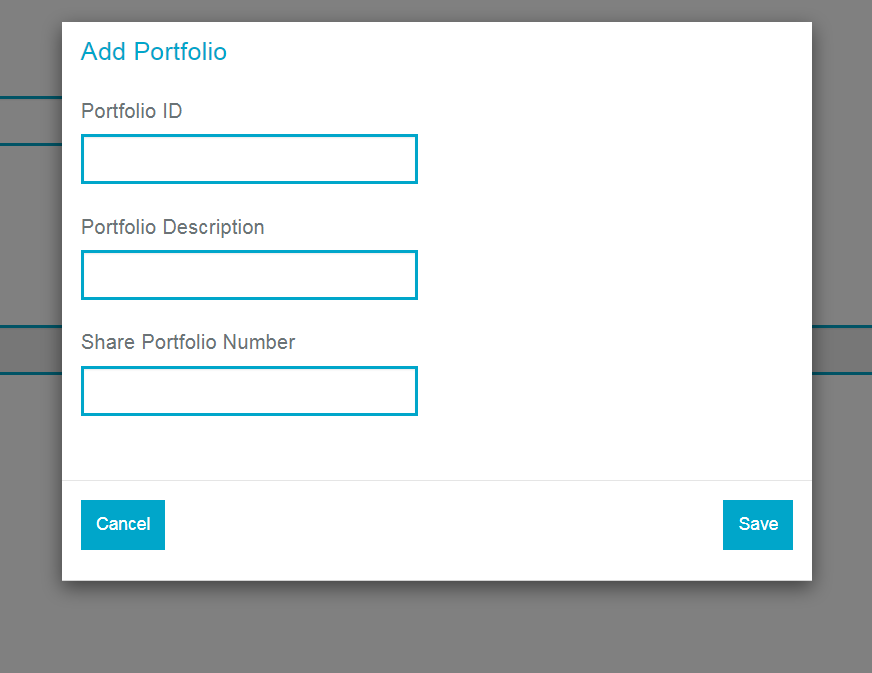 Add Portfolio
Portfolio ID
Portfolio Description
Share Portfolio Number
Cancel
Save